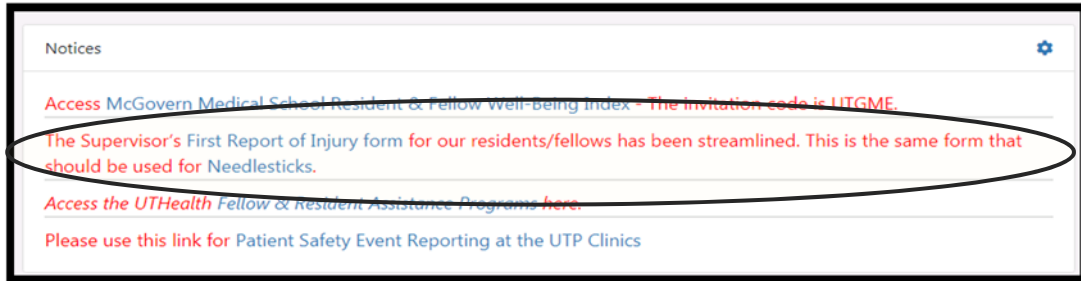 Notices
Access McGovern Medical School Resident & Fellow Well-Being Index - The invitation code is UTGME.
The Supervisor's First Report of Injury form for our residents/fellows has been streamlined. This is the same form that
should be used for Needlesticks.
Access the UTHealth Fellow & Resident Assistance Programs here.
Please use this link for Patient Safety Event Reporting at the UTP Clinics